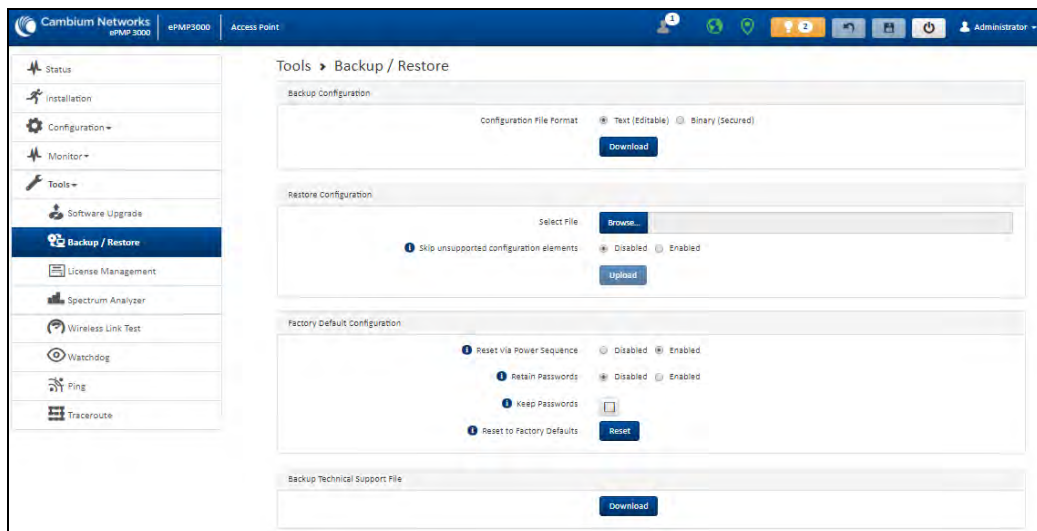 Cambium Networks
ePMP 3000
ePMP3000
Access Point
1
2
Administrator
Status
Installation
Configuration
Monitor
Tools
Software Upgrade
Backup / Restore
License Management
Spectrum Analyzer
Wireless Link Test
Watchdog
Ping
Traceroute
Tools > Backup / Restore
Backup Configuration
Configuration File Format Text (Editable) Binary (Secured)
Download
Restore Configuration
Select File Browse...
Skip unsupported configuration elements Disabled Enabled
Upload
Factory Default Configuration
Reset via Power Sequence Disabled Enabled
Retain Passwords Disabled Enabled
Keep Passwords
Reset to Factory Defaults Reset
Backup Technical Support File
Download